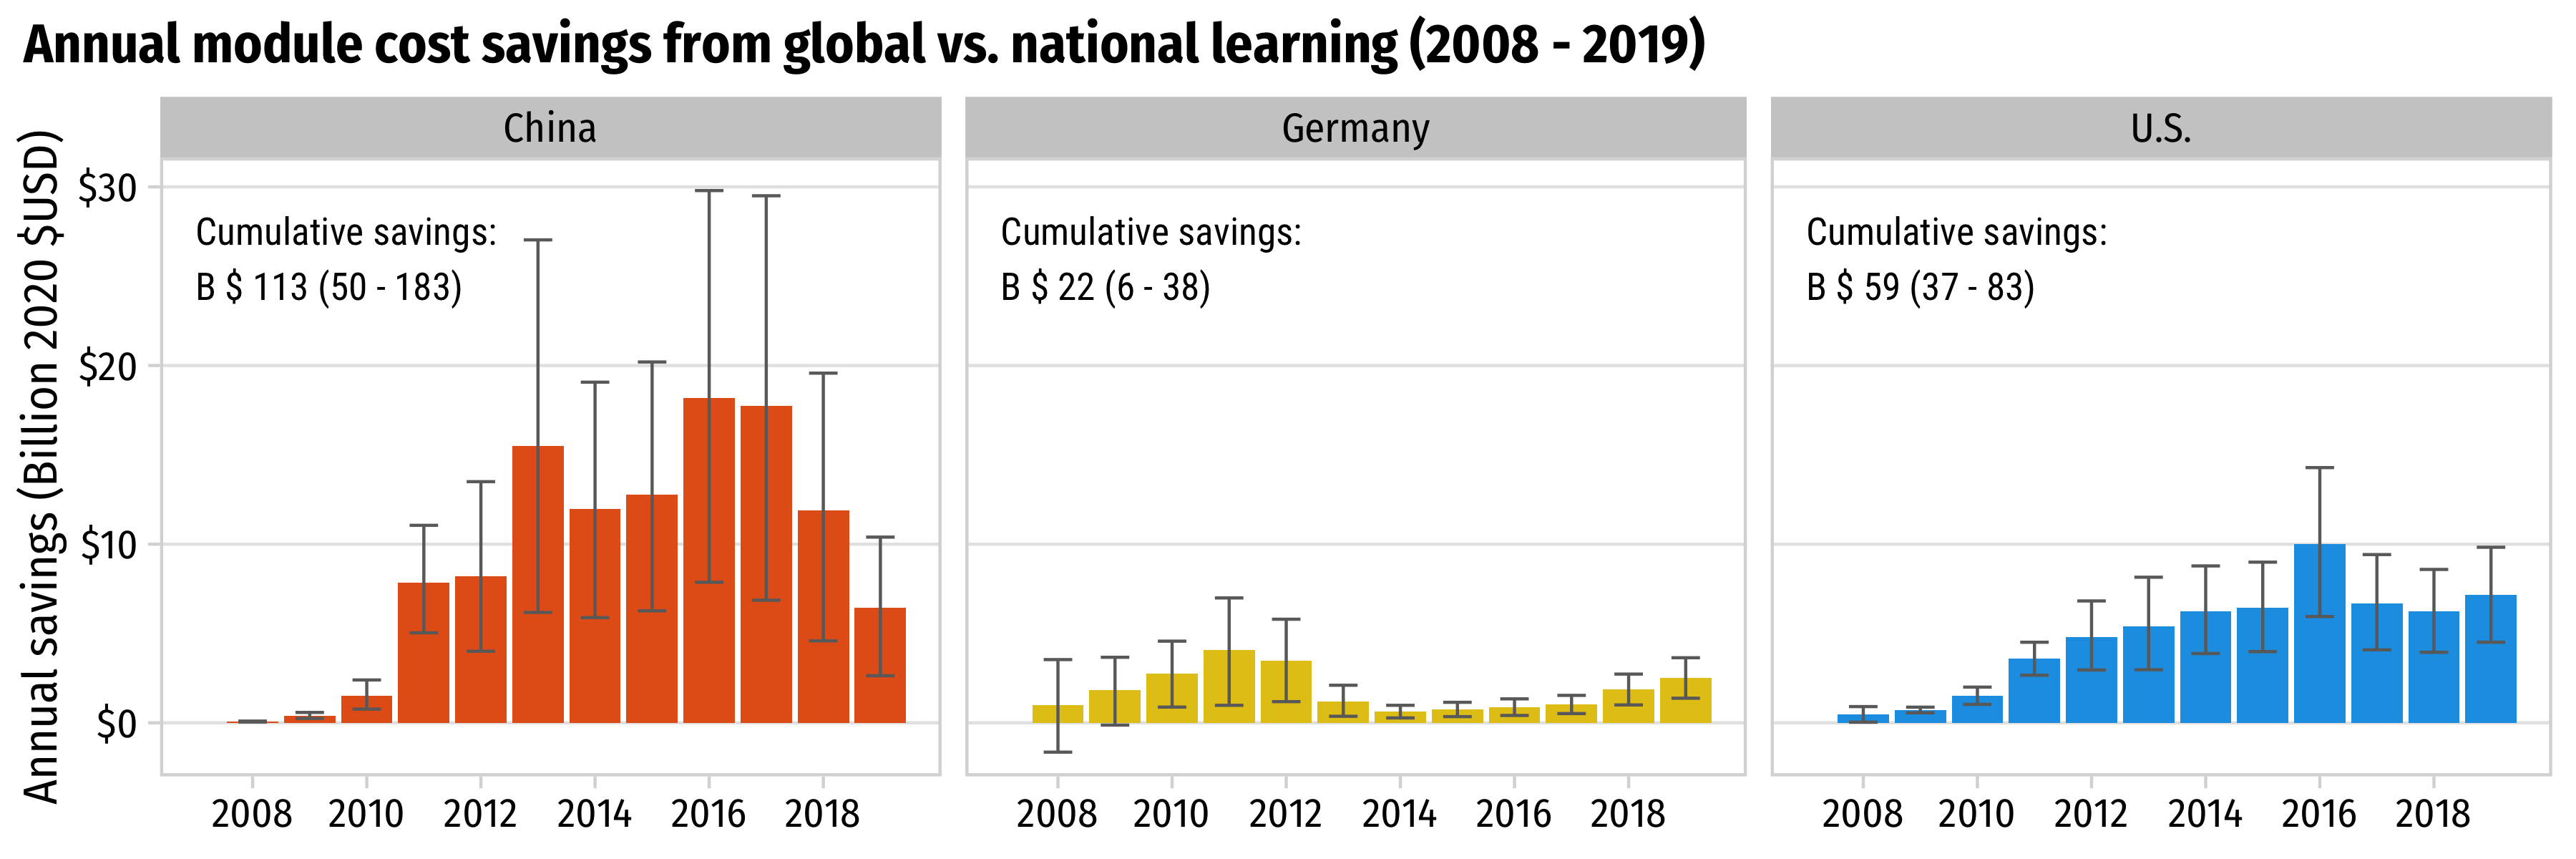 Annual module cost savings from global vs. national learning (2008 - 2019)
Annual savings (Billion 2020 $USD)
China
Germany
U.S.
$30
$20
$10
$0
Cumulative savings:
B $ 113 (50 - 183)
Cumulative savings:
B $ 22 (6 - 38)
Cumulative savings:
B $ 59 (37 - 83)
2008 2010 2012 2014 2016 2018
2008 2010 2012 2014 2016 2018
2008 2010 2012 2014 2016 2018